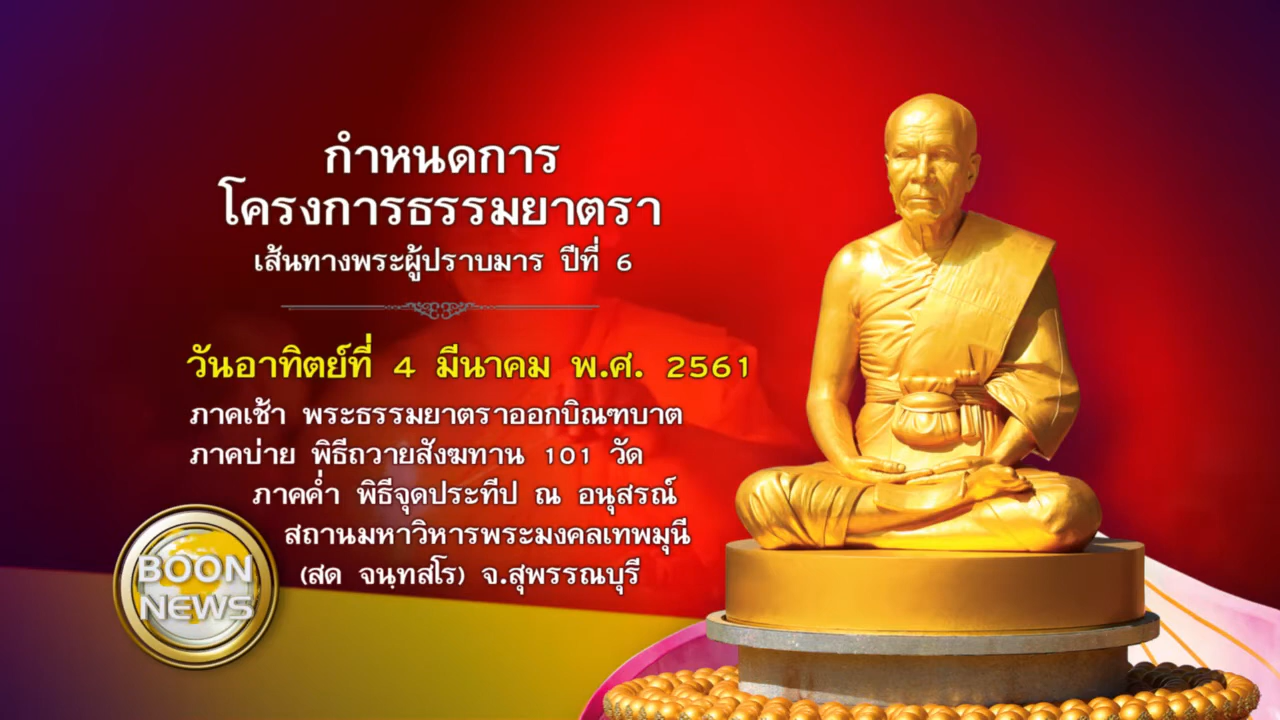 กำหนดการ
โครงการธรรมยาตรา
เส้นทางพระผู้ปราบมาร ปีที่ 6
วันอาทิตย์ที่ 4 มีนาคม พ.ศ. 2561
ภาคเช้า พระธรรมยาตราออกบิณฑบาต
ภาคบ่าย พิธีถวายสังฆทาน 101 วัด
ภาคค่ำ พิธีจุดประทีป ณ อนุสรณ์
สถานมหาวิหารพระมงคลเทพมุนี
(สด จนฺทสโร) จ.สุพรรณบุรี
BOON
NEWS